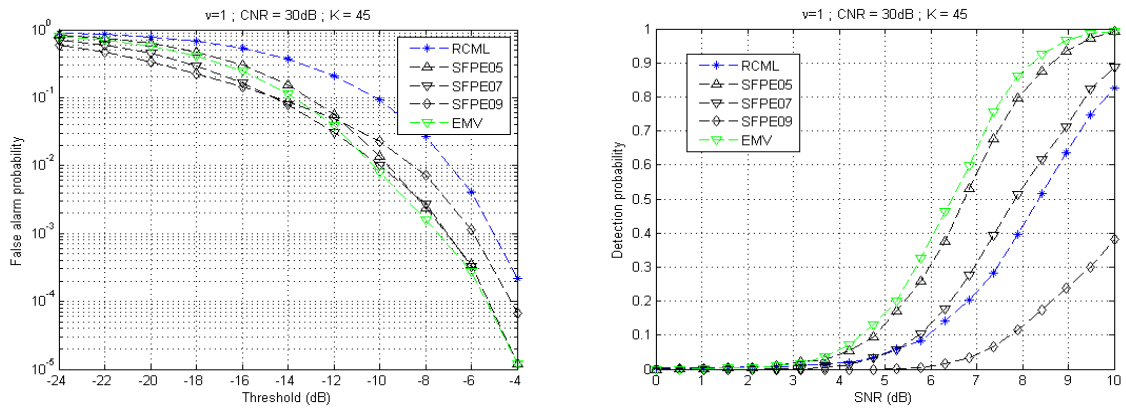 ν=1 ; CNR = 30dB ; K = 45
10^0
10^-1
10^-2
10^-3
10^-4
10^-5
False alarm probability
RCML
SFPE05
SFPE07
SFPE09
EMV
-24 -22 -20 -18 -16 -14 -12 -10 -8 -6 -4
Threshold (dB)
ν=1 ; CNR = 30dB ; K = 45
1
0.9
0.8
0.7
0.6
0.5
0.4
0.3
0.2
0.1
0
Detection probability
RCML
SFPE05
SFPE07
SFPE09
EMV
0 1 2 3 4 5 6 7 8 9 10
SNR (dB)